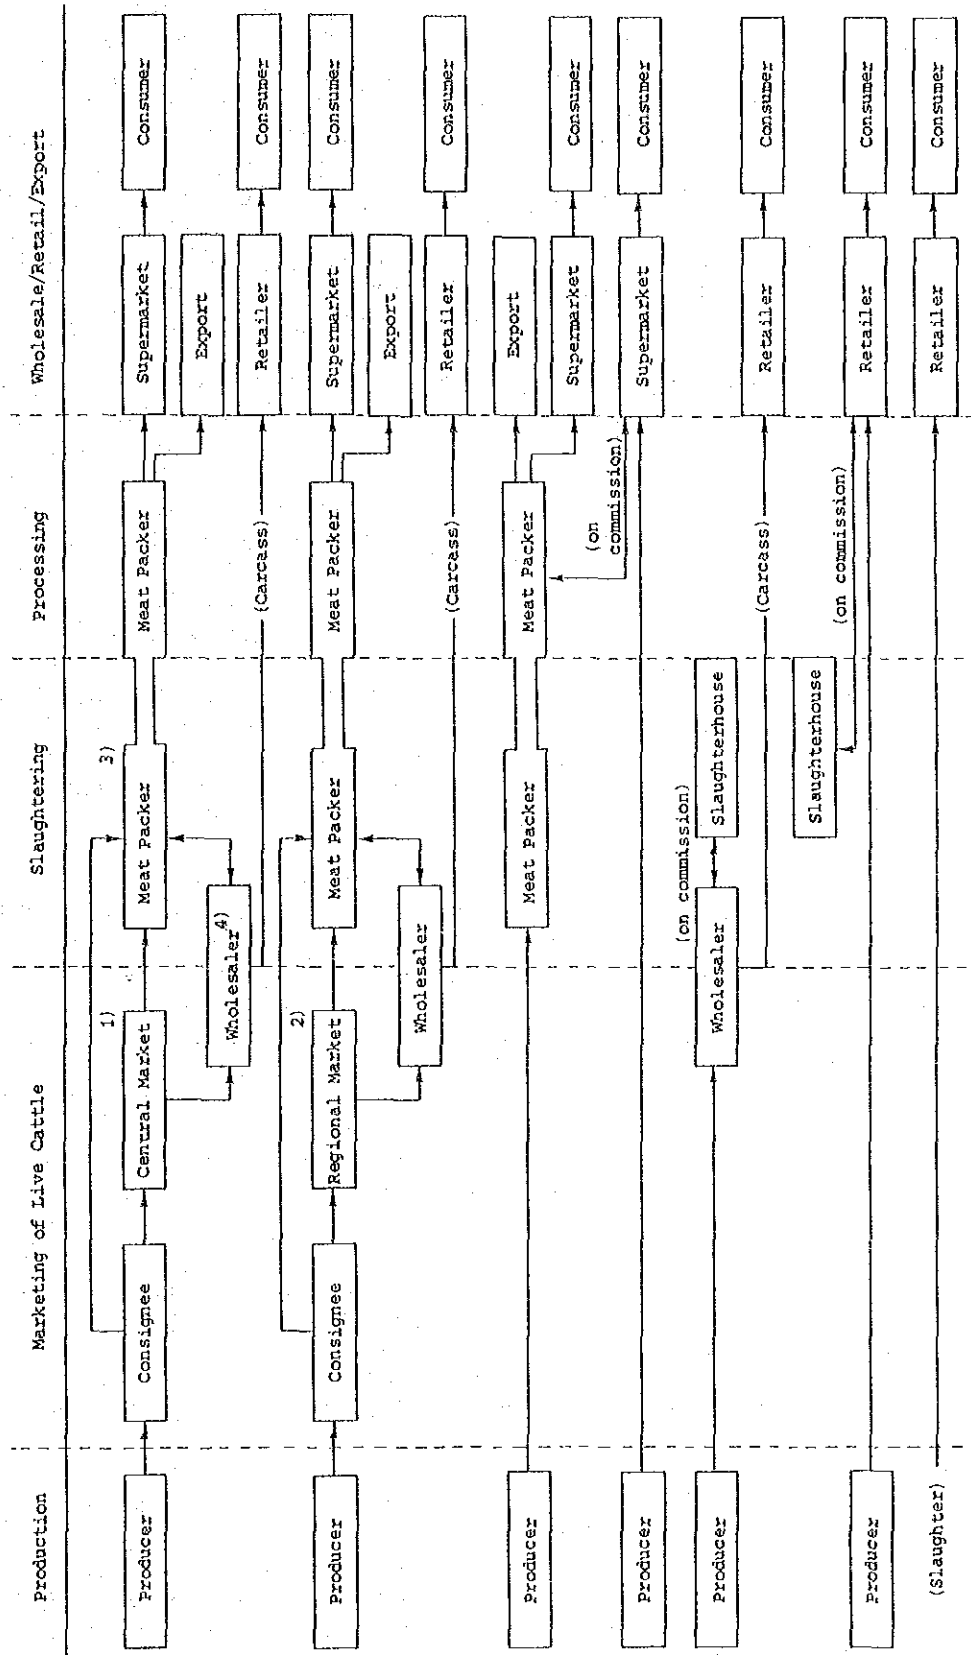 Production
Marketing of Live Cattle
Slaughtering
Processing
Wholesale/Retail/Export
Producer
Consignee
Central Market
1)
Meat Packer
3)
Meat Packer
Supermarket
Consumer
Export
Wholesaler 4)
(Carcass)
Retailer
Consumer
Producer
Consignee
Regional Market
2)
Meat Packer
Meat Packer
Supermarket
Consumer
Export
Wholesaler
(Carcass)
Retailer
Consumer
Producer
Meat Packer
Meat Packer
Export
Supermarket
Consumer
(on
commission)
Producer
Supermarket
Consumer
Producer
Wholesaler
(on commission)
Slaughterhouse
(Carcass)
Retailer
Consumer
Slaughterhouse
(on commission)
Producer
Retailer
Consumer
(Slaughter)
Retailer
Consumer